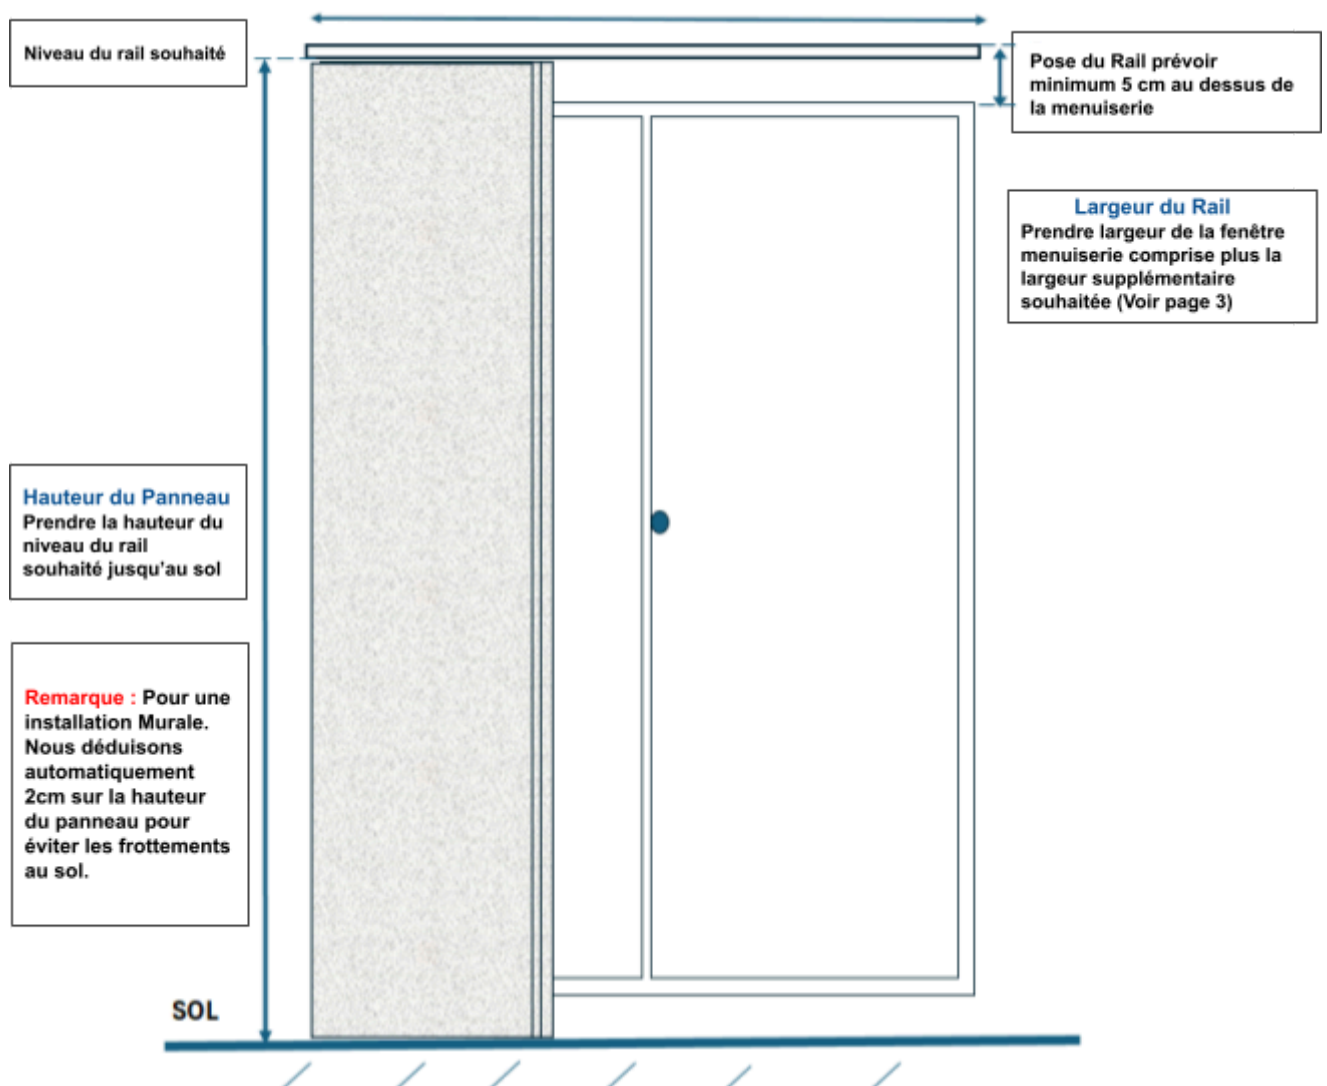 Niveau du rail souhaité
Pose du Rail prévoir
minimum 5 cm au dessus de
la menuiserie
Largeur du Rail
Prendre largeur de la fenêtre
menuiserie comprise plus la
largeur supplémentaire
souhaitée (Voir page 3)
Hauteur du Panneau
Prendre la hauteur du
niveau du rail
souhaité jusqu'au sol
Remarque : Pour une
installation Murale.
Nous déduisons
automatiquement
2cm sur la hauteur
du panneau pour
éviter les frottements
au sol.
SOL